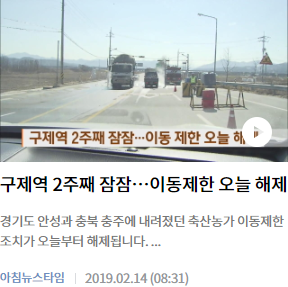 구제역 2주째 잠잠…이동 제한 오늘 해
구제역 2주째 잠잠…이동제한 오늘 해제
경기도 안성과 충북 충주에 내려졌던 축산농가 이동제한
조치가 오늘부터 해제됩니다. ...
아침뉴스타임 | 2019.02.14 (08:31)